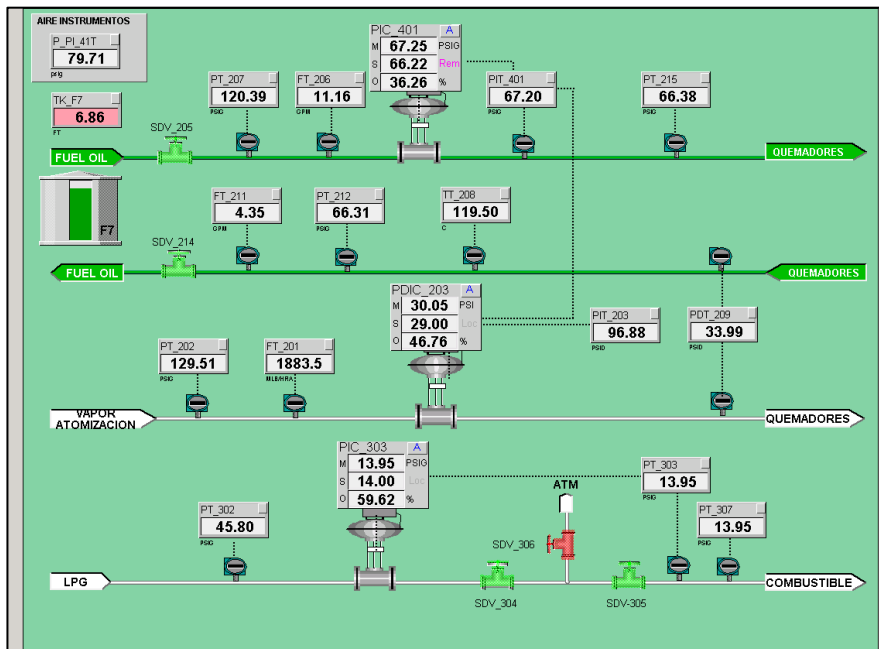 AIRE INSTRUMENTOS
P_PI_41T
79.71
psig
TK_F7
6.86
FT
PIC_401 A
M 67.25 PSIG
S 66.22 Rem
O 36.26 %
PT_207
120.39
PSIG
FT_206
11.16
GPM
PIT_401
67.20
PSIG
PT_215
66.38
PSIG
SDV_205
FUEL OIL
QUEMADORES
F7
FT_211
4.35
GPM
PT_212
66.31
PSIG
TT_208
119.50
C
SDV_214
FUEL OIL
QUEMADORES
PDIC_203 A
M 30.05 PSI
S 29.00 Loc
O 46.76 %
PIT_203
96.88
PSID
PDT_209
33.99
PSID
PT_202
129.51
PSIG
FT_201
1883.5
MLB/HRA
VAPOR
ATOMIZACION
QUEMADORES
PIC_303 A
M 13.95 PSIG
S 14.00 Loc
O 59.62 %
PT_303
13.95
PSIG
PT_302
45.80
PSIG
ATM
PT_307
13.95
PSIG
SDV_306
LPG
COMBUSTIBLE
SDV_304
SDV-305